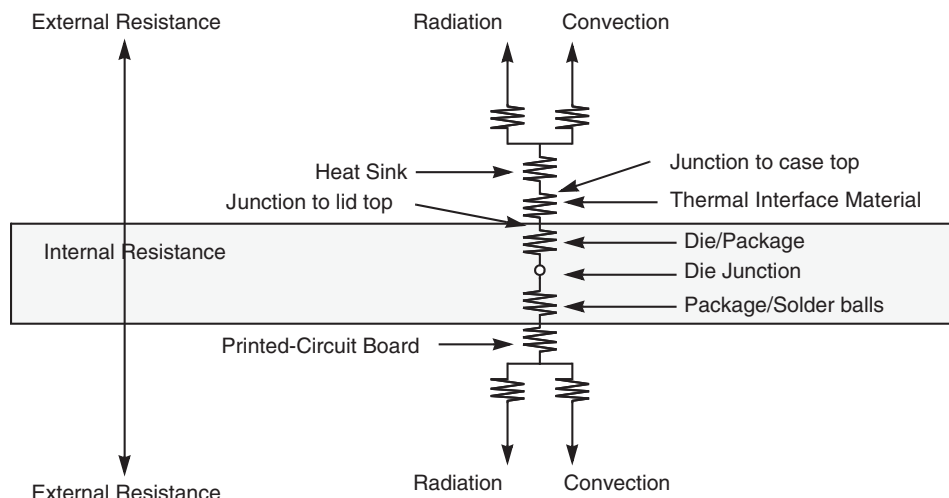 External Resistance
Radiation
Convection
Heat Sink
Junction to case top
Thermal Interface Material
Junction to lid top
Internal Resistance
Die/Package
Die Junction
Package/Solder balls
Printed-Circuit Board
Radiation
Convection
External Resistance